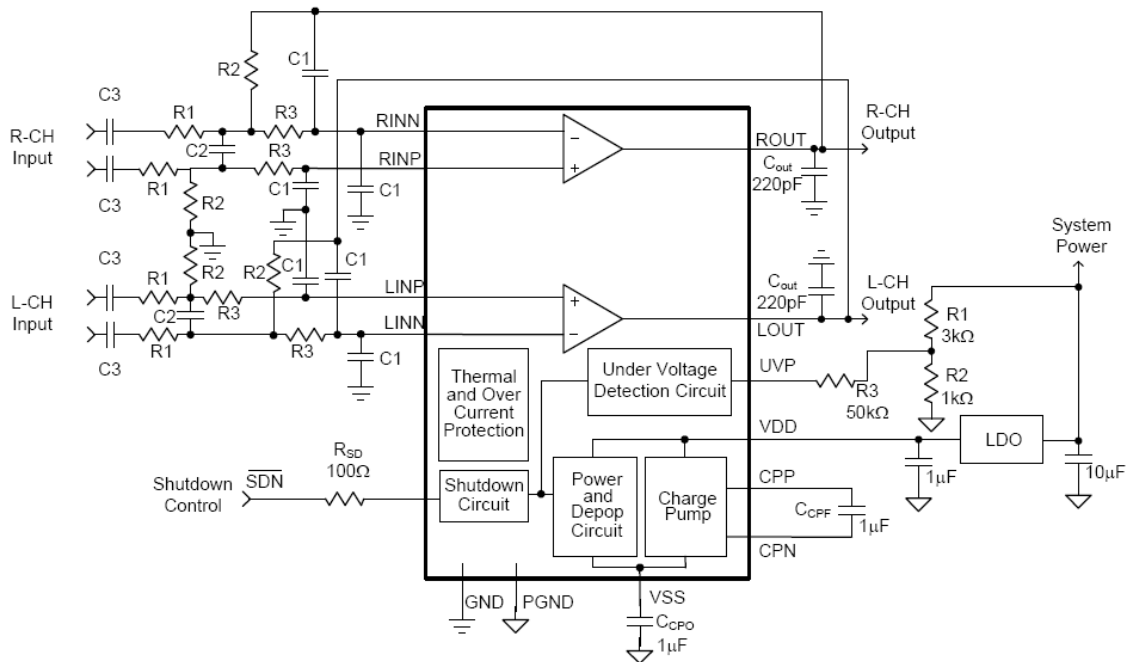 C3
R1
R2
C1
R3
RINN
R-CH
Input
C2
R3
RINP
C3
R1
R2
C1
C1
ROUT
R-CH
Output
Cout
220pF
C3
R1
R2
R2
C1
C1
LINP
L-CH
Input
C2
R3
C3
R1
R3
LINN
C1
Cout
220pF
L-CH
Output
LOUT
System
Power
R1
3kΩ
R2
1kΩ
UVP
R3
50kΩ
Thermal
and Over
Current
Protection
Under Voltage
Detection Circuit
VDD
LDO
1μF
10μF
Shutdown
Control
SDN
RSD
100Ω
Shutdown
Circuit
Power
and
Depop
Circuit
Charge
Pump
CPP
CCPF
1μF
CPN
GND
PGND
VSS
CCPO
1μF